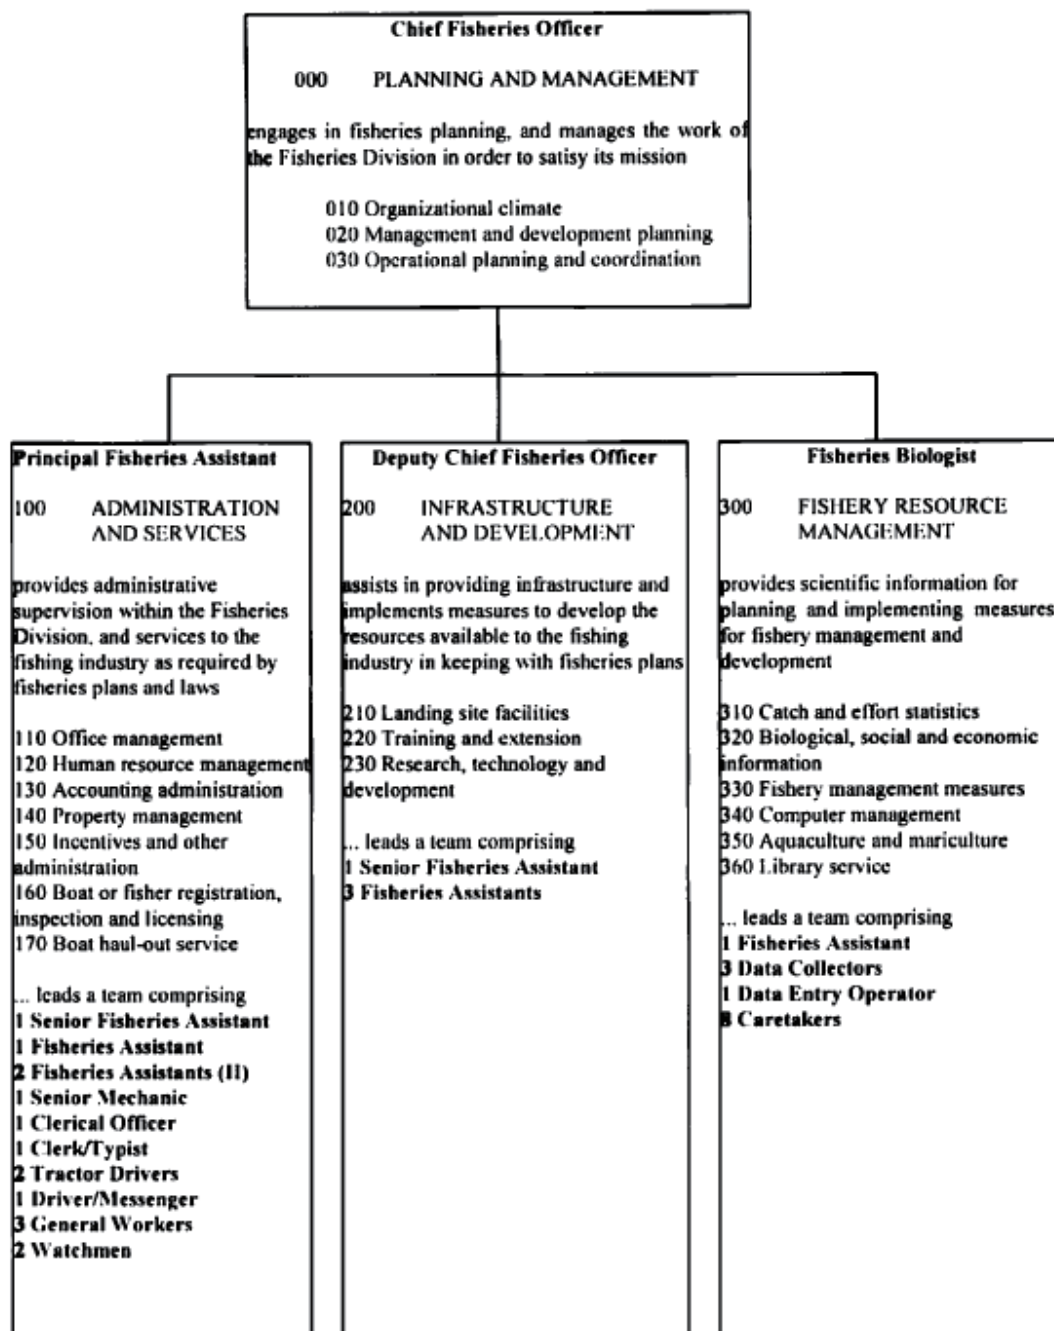 Chief Fisheries Officer
000 PLANNING AND MANAGEMENT
engages in fisheries planning, and manages the work of
the Fisheries Division in order to satisy its mission
010 Organizational climate
020 Management and development planning
030 Operational planning and coordination
Principal Fisheries Assistant
100 ADMINISTRATION
AND SERVICES
provides administrative
supervision within the Fisheries
Division, and services to the
fishing industry as required by
fisheries plans and laws
110 Office management
120 Human resource management
130 Accounting administration
140 Property management
150 Incentives and other
administration
160 Boat or fisher registration,
inspection and licensing
170 Boat haul-out service
... leads a team comprising
1 Senior Fisheries Assistant
1 Fisheries Assistant
2 Fisheries Assistants (II)
1 Senior Mechanic
1 Clerical Officer
1 Clerk/Typist
2 Tractor Drivers
1 Driver/Messenger
3 General Workers
2 Watchmen
Deputy Chief Fisheries Officer
200 INFRASTRUCTURE
AND DEVELOPMENT
assists in providing infrastructure and
implements measures to develop the
resources available to the fishing
industry in keeping with fisheries plans
210 Landing site facilities
220 Training and extension
230 Research, technology and
development
... leads a team comprising
1 Senior Fisheries Assistant
3 Fisheries Assistants
Fisheries Biologist
300 FISHERY RESOURCE
MANAGEMENT
provides scientific information for
planning and implementing measures
for fishery management and
development
310 Catch and effort statistics
320 Biological, social and economic
information
330 Fishery management measures
340 Computer management
350 Aquaculture and mariculture
360 Library service
... leads a team comprising
1 Fisheries Assistant
3 Data Collectors
1 Data Entry Operator
8 Caretakers